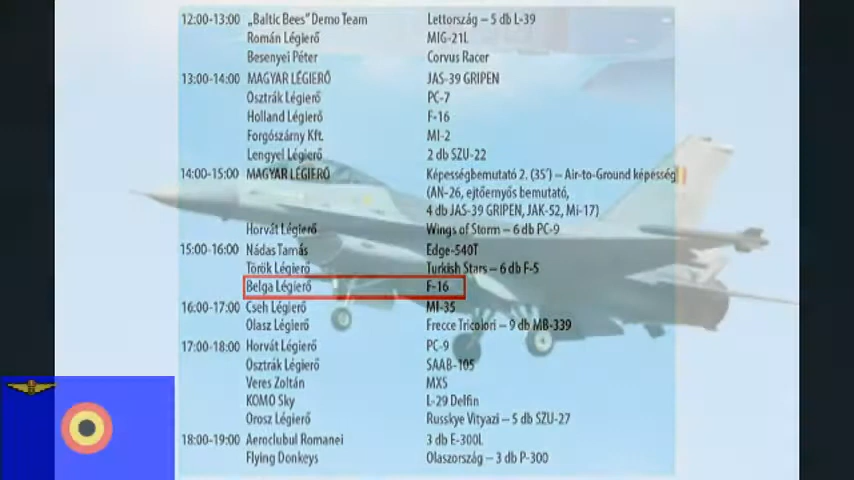 12:00-13:00 „Baltic Bees” Demo Team Lettország – 5 db L-39
Román Légierő MIG-21L
Besenyei Péter Corvus Racer
13:00-14:00 MAGYAR LÉGIERŐ JAS-39 GRIPEN
Osztrák Légierő PC-7
Holland Légierő F-16
Forgószárny Kft. MI-2
Lengyel Légierő 2 db SZU-22
14:00-15:00 MAGYAR LÉGIERŐ Képességbemutató 2. (35’) – Air-to-Ground képesség
(AN-26, ejtőernyős bemutató,
4 db JAS-39 GRIPEN, JAK-52, Mi-17)
Horvát Légierő Wings of Storm – 6 db PC-9
15:00-16:00 Nádas Tamás Edge-540T
Török Légierő Turkish Stars – 6 db F-5
Belga Légierő F-16
16:00-17:00 Cseh Légierő MI-35
Olasz Légierő Frecce Tricolori – 9 db MB-339
17:00-18:00 Horvát Légierő PC-9
Osztrák Légierő SAAB-105
Veres Zoltán MXS
KOMO Sky L-29 Delfin
Orosz Légierő Russkye Vityazi – 5 db SZU-27
18:00-19:00 Aeroclubul Romanei 3 db E-300L
Flying Donkeys Olaszország – 3 db P-300